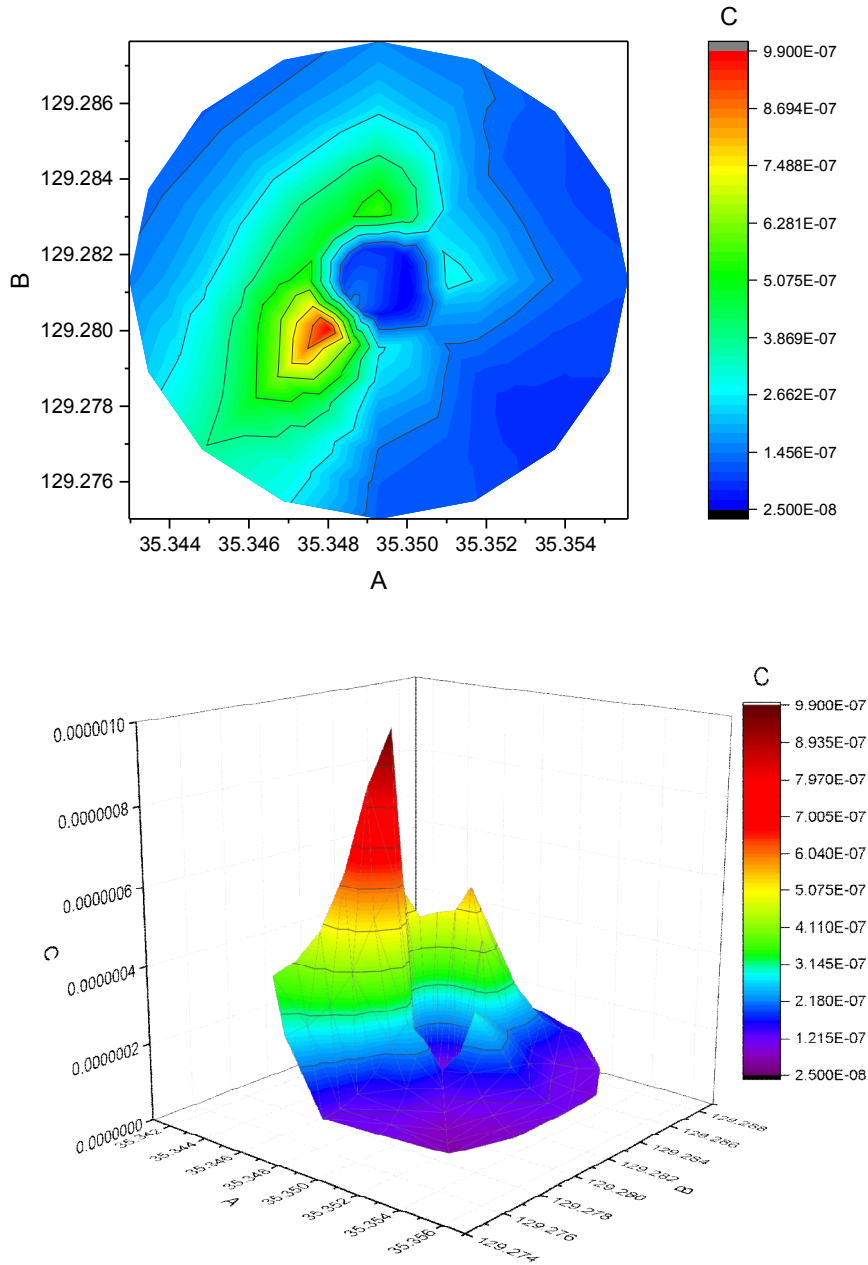 C
9.900E-07
8.694E-07
7.488E-07
6.281E-07
5.075E-07
3.869E-07
2.662E-07
1.456E-07
2.500E-08
B
129.286
129.284
129.282
129.280
129.278
129.276
35.344 35.346 35.348 35.350 35.352 35.354
A
C
9.900E-07
8.935E-07
7.970E-07
7.005E-07
6.040E-07
5.075E-07
4.110E-07
3.145E-07
2.180E-07
1.215E-07
2.500E-08
C
0.0000010
0.0000008
0.0000006
0.0000004
0.0000002
0.0000000
35.342
35.344
35.346
35.348
35.350
35.352
35.354
35.356
A
129.274
129.276
129.278
129.280
129.282
129.284
129.286
129.288
B